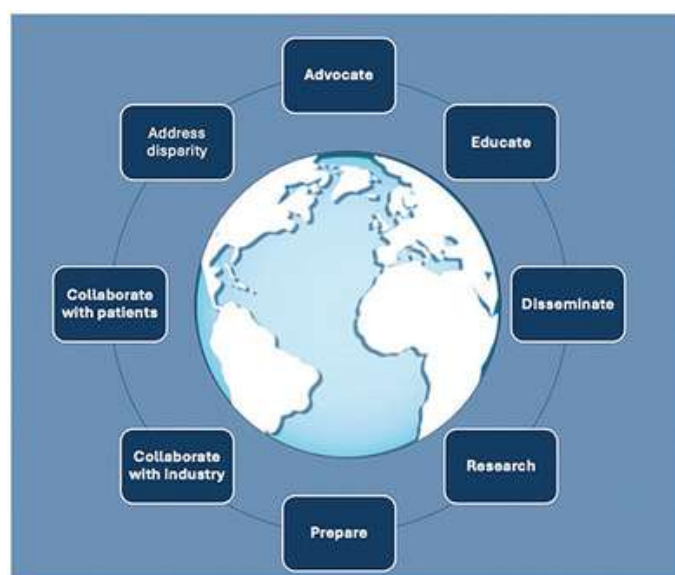 Advocate
Educate
Disseminate
Research
Prepare
Collaborate
with industry
Collaborate
with patients
Address
disparity